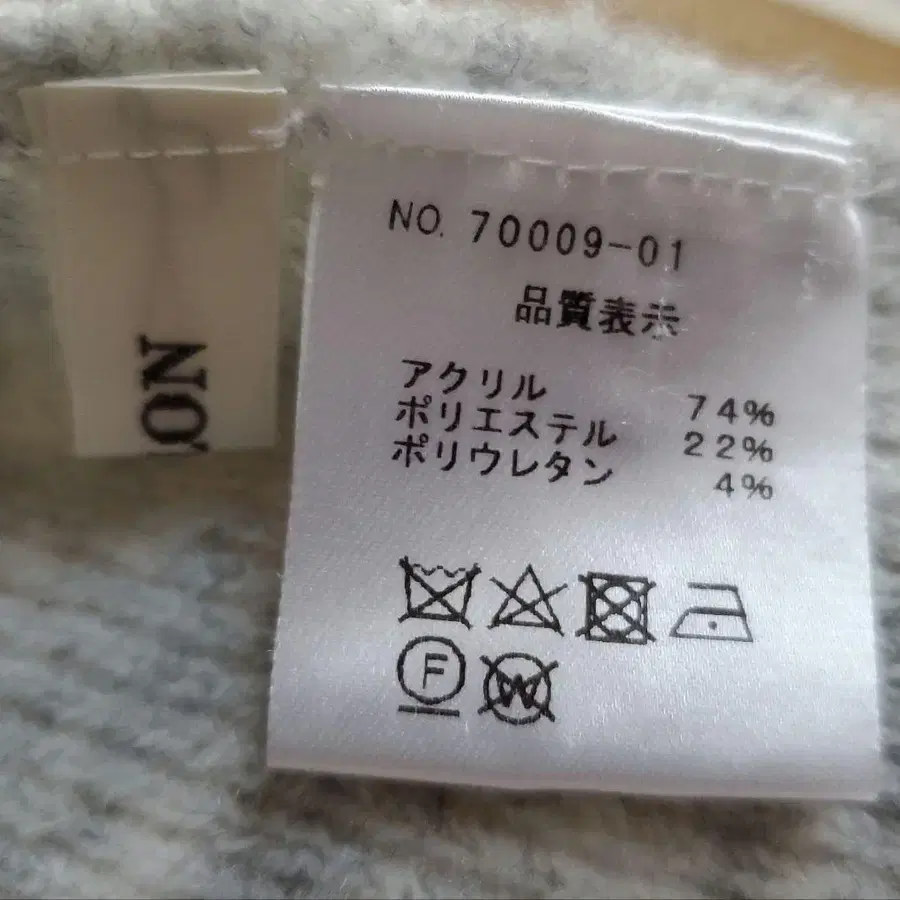 LON
NO. 70009-01
品質表示
アクリル 74%
ポリエステル 22%
ポリウレタン 4%
F
W